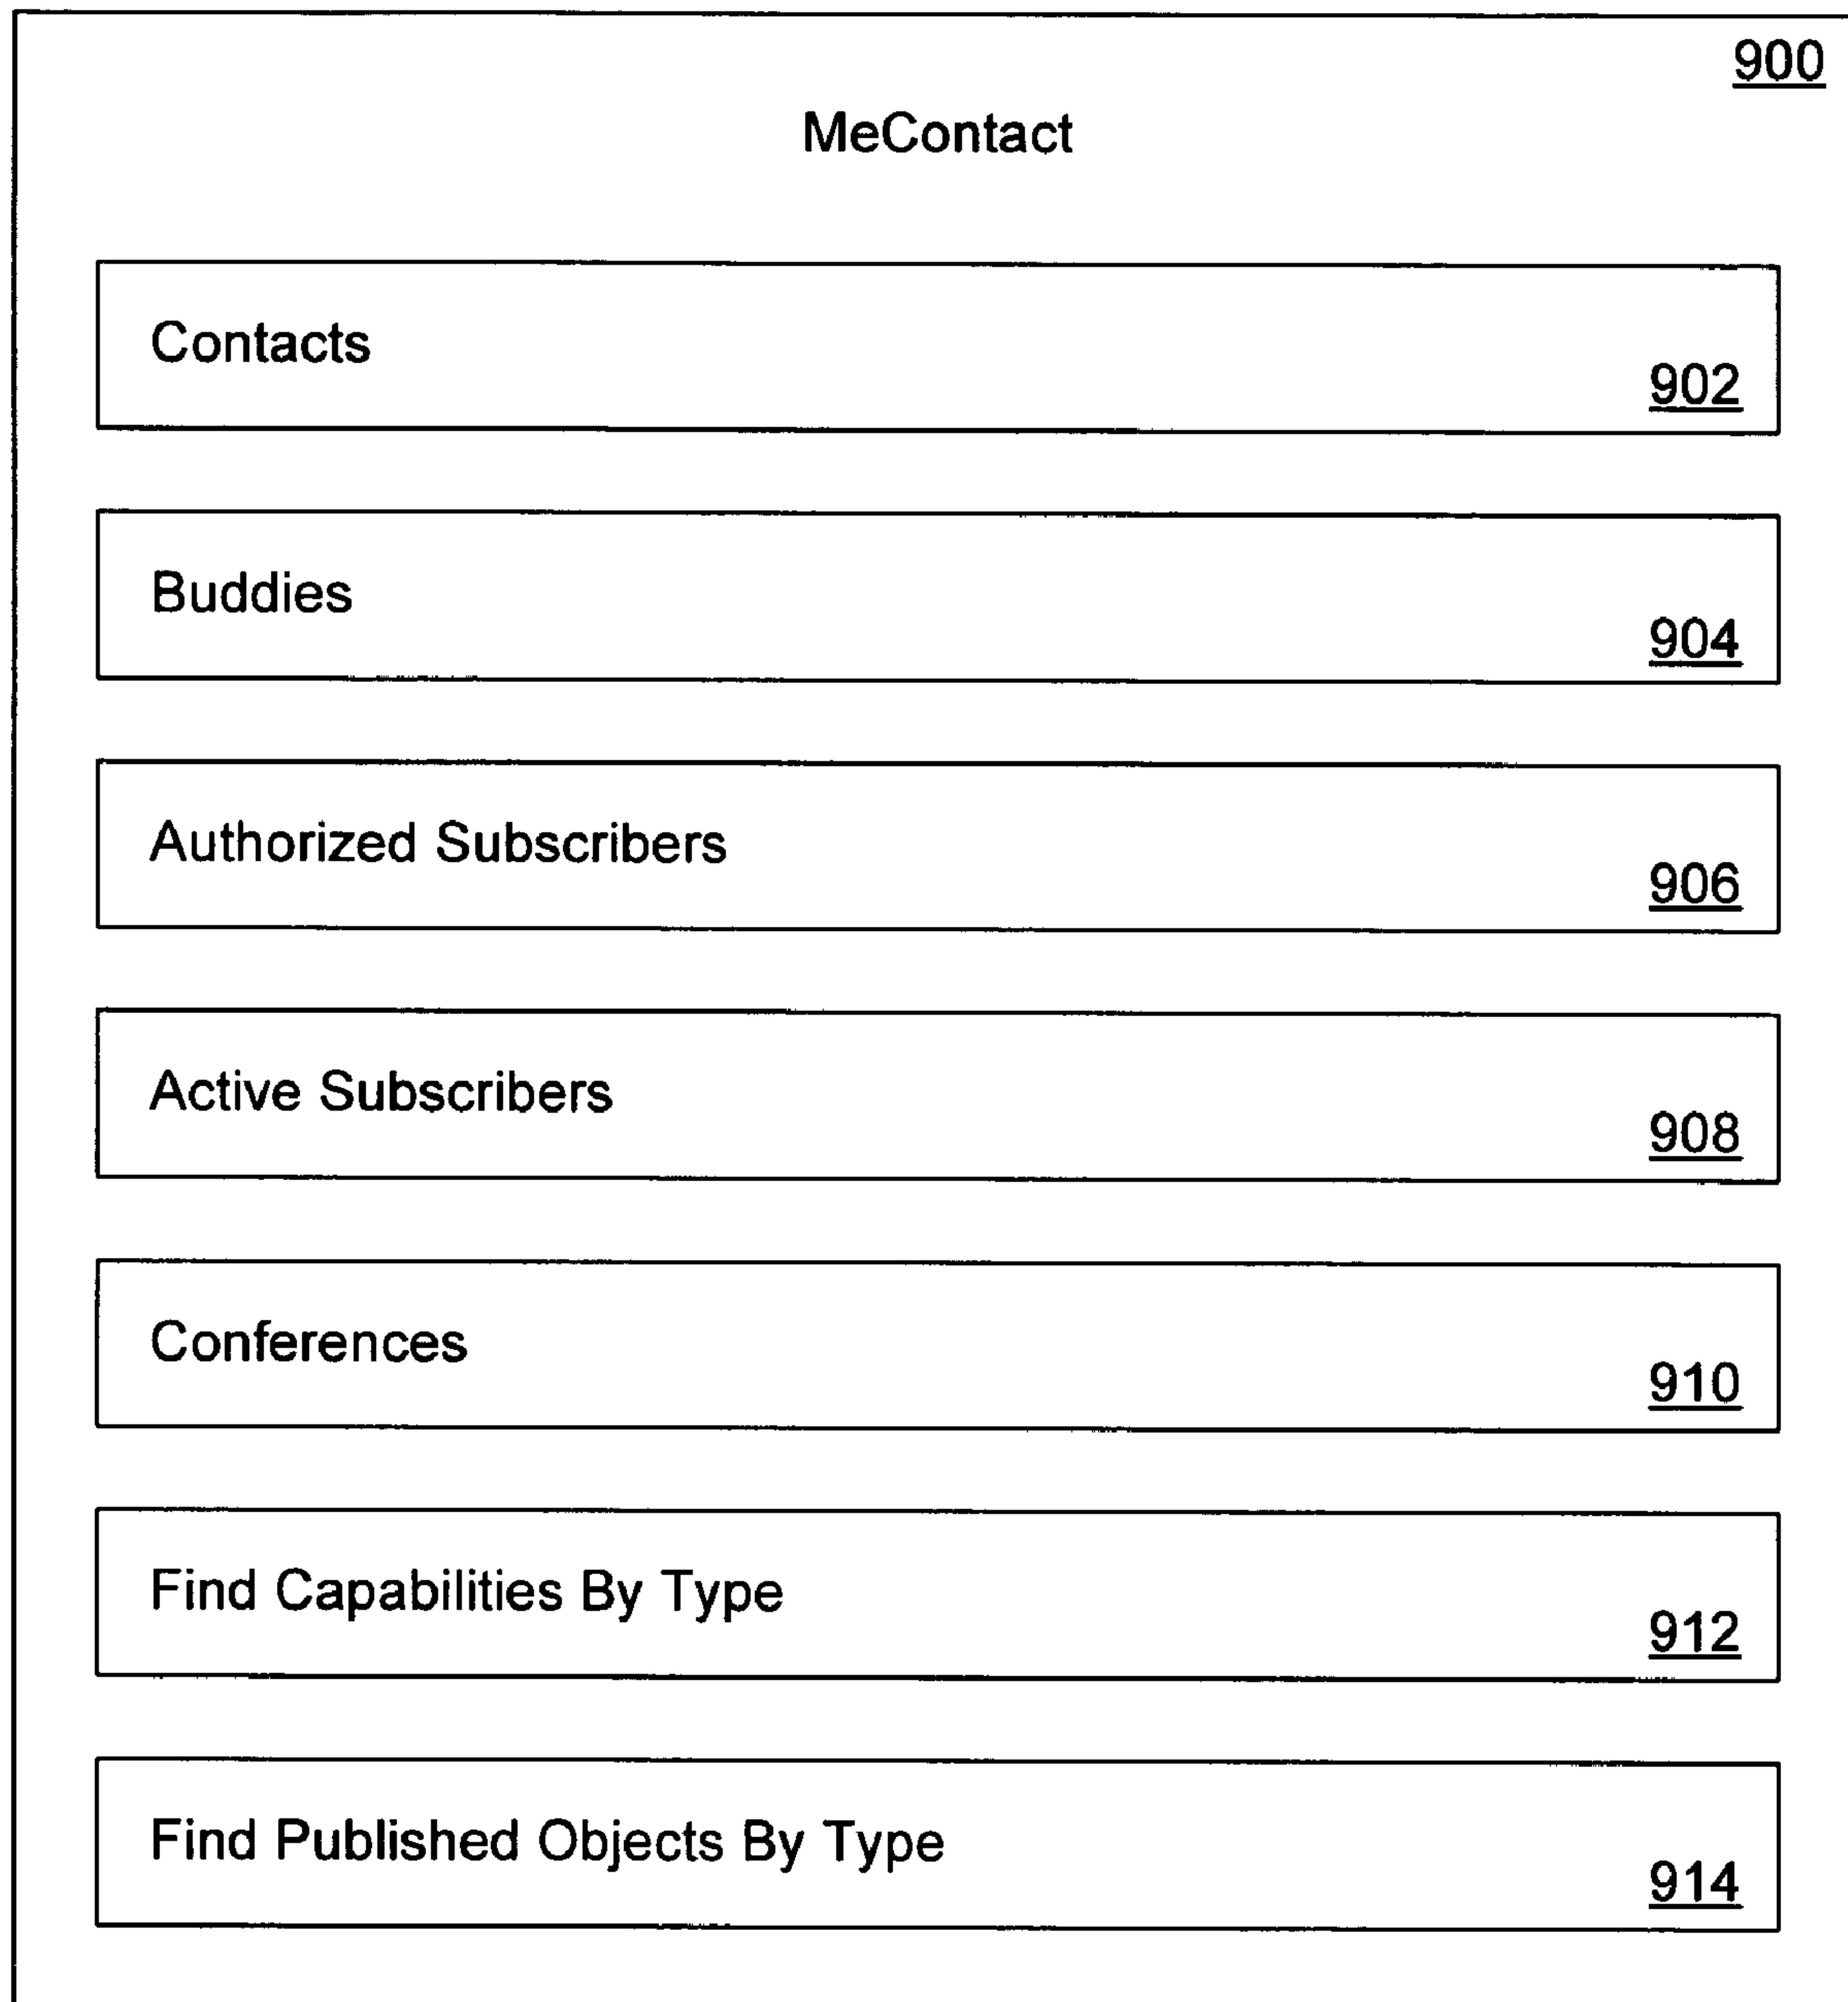 900
MeContact
Contacts
902
Buddies
904
Authorized Subscribers
906
Active Subscribers
908
Conferences
910
Find Capabilities By Type
912
Find Published Objects By Type
914